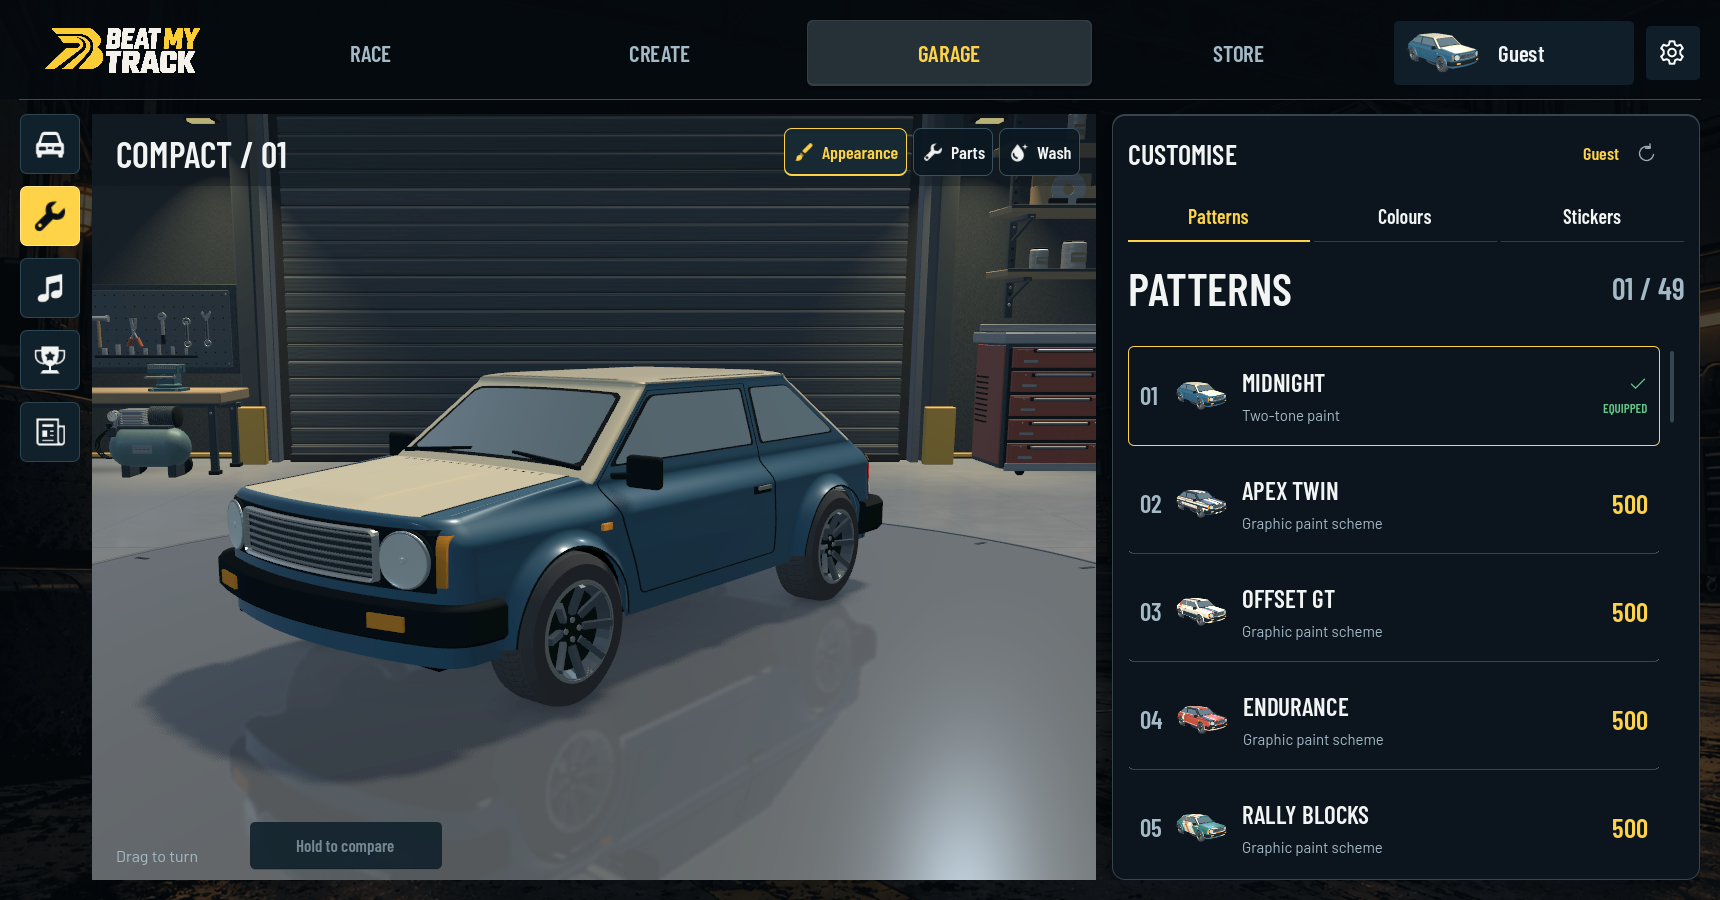 BEAT MY
TRACK
RACE
CREATE
GARAGE
STORE
Guest
COMPACT / 01
Appearance
Parts
Wash
Drag to turn
Hold to compare
CUSTOMISE
Guest
Patterns
Colours
Stickers
PATTERNS
01 / 49
01
MIDNIGHT
Two-tone paint
EQUIPPED
02
APEX TWIN
Graphic paint scheme
500
03
OFFSET GT
Graphic paint scheme
500
04
ENDURANCE
Graphic paint scheme
500
05
RALLY BLOCKS
Graphic paint scheme
500